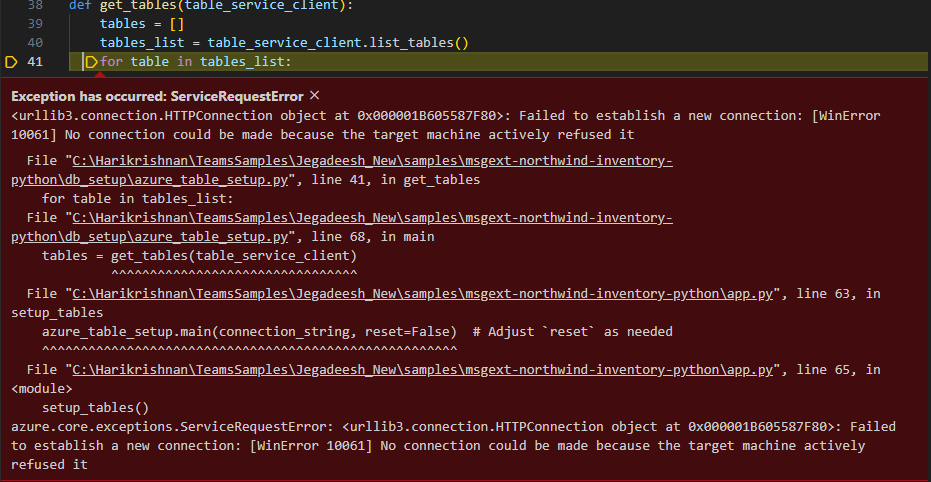 38 def get_tables(table_service_client):
39 tables = []
40 tables_list = table_service_client.list_tables()
41 for table in tables_list:
Exception has occurred: ServiceRequestError ×
<urllib3.connection.HTTPConnection object at 0x000001B605587F80>: Failed to establish a new connection: [WinError
10061] No connection could be made because the target machine actively refused it
File "C:\Harikrishnan\TeamsSamples\Jegadeesh_New\samples\msgext-northwind-inventory-
python\db_setup\azure_table_setup.py", line 41, in get_tables
for table in tables_list:
File "C:\Harikrishnan\TeamsSamples\Jegadeesh_New\samples\msgext-northwind-inventory-
python\db_setup\azure_table_setup.py", line 68, in main
tables = get_tables(table_service_client)
^^^^^^^^^^^^^^^^^^^^^^^^^^^^^^^^
File "C:\Harikrishnan\TeamsSamples\Jegadeesh_New\samples\msgext-northwind-inventory-python\app.py", line 63, in
setup_tables
azure_table_setup.main(connection_string, reset=False)  # Adjust `reset` as needed
^^^^^^^^^^^^^^^^^^^^^^^^^^^^^^^^^^^^^^^^^^^^^^^^^^^^^^
File "C:\Harikrishnan\TeamsSamples\Jegadeesh_New\samples\msgext-northwind-inventory-python\app.py", line 65, in
<module>
setup_tables()
azure.core.exceptions.ServiceRequestError: <urllib3.connection.HTTPConnection object at 0x000001B605587F80>: Failed
to establish a new connection: [WinError 10061] No connection could be made because the target machine actively
refused it